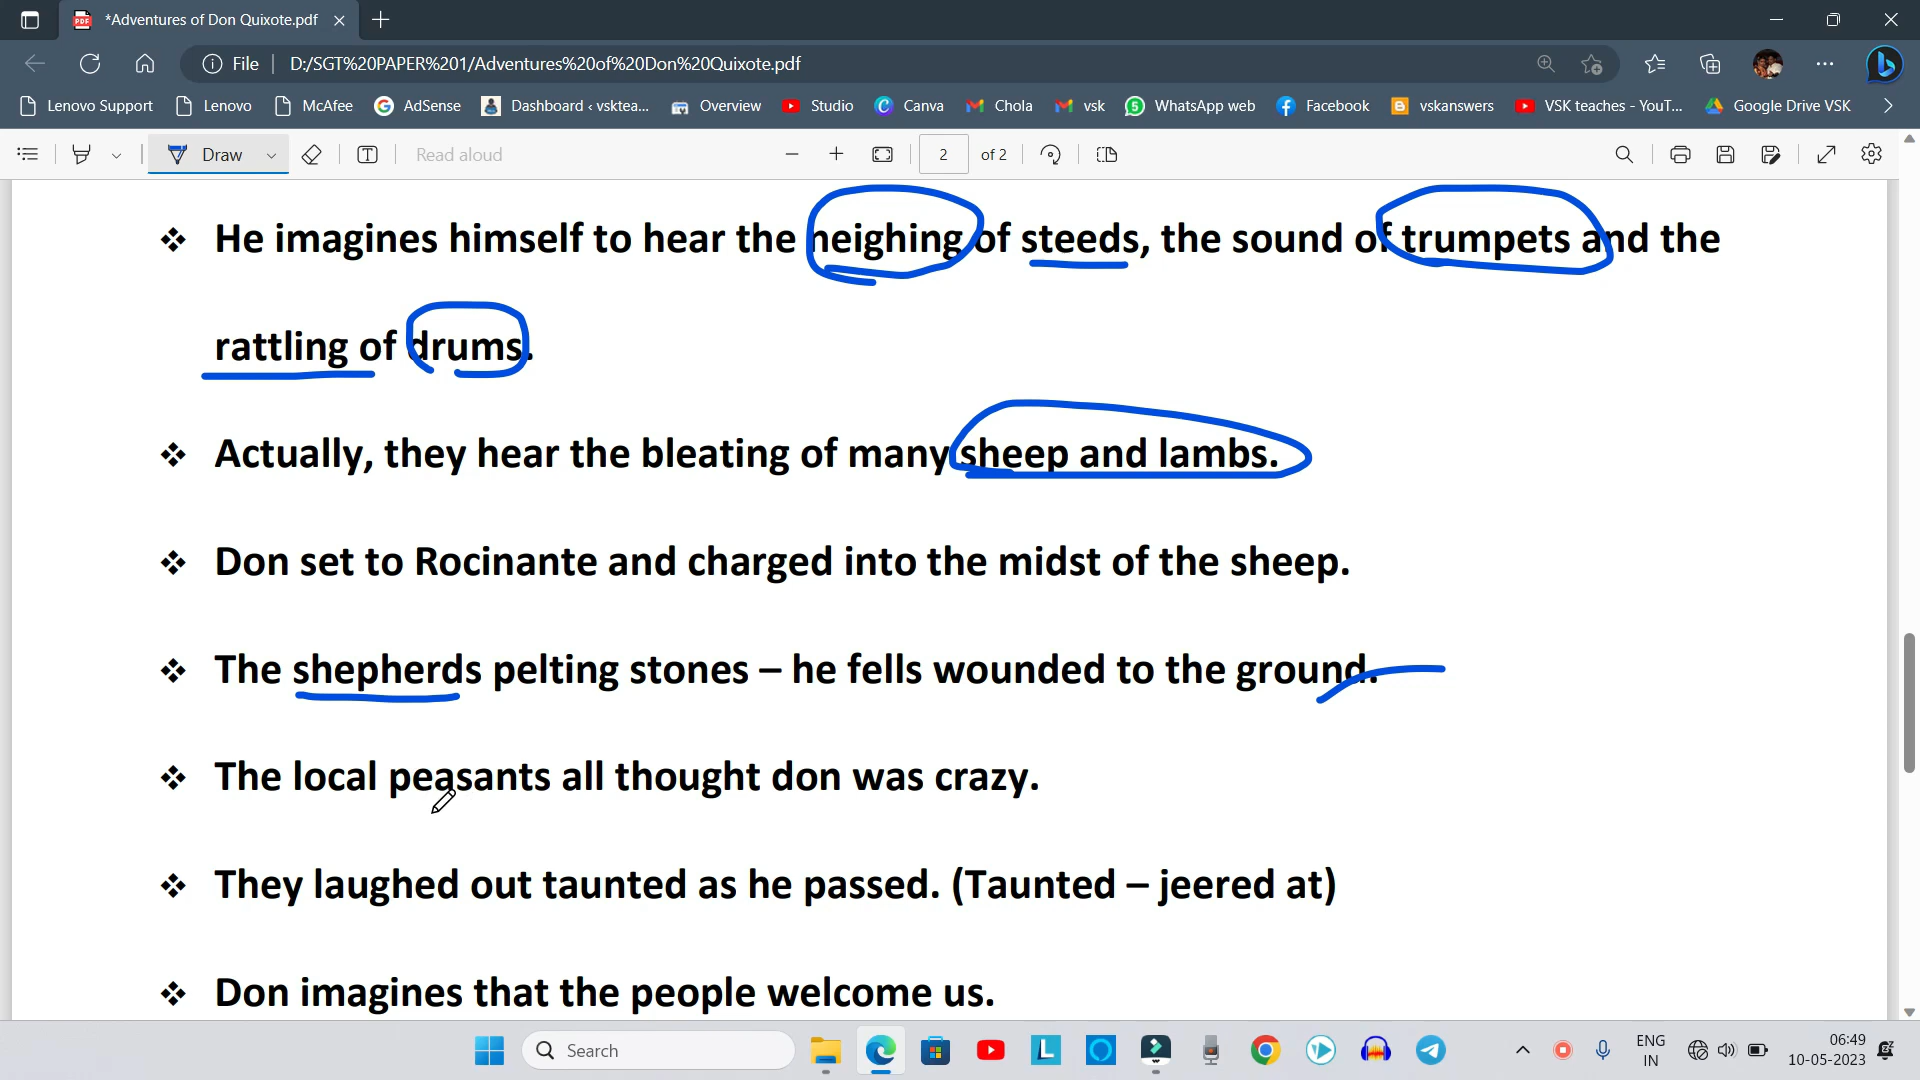 *Adventures of Don Quixote.pdf
File
D:/SGT%20PAPER%201/Adventures%20of%20Don%20Quixote.pdf
Lenovo Support Lenovo McAfee AdSense Dashboard < vsktea... Overview Studio Canva Chola vsk WhatsApp web Facebook vskanswers VSK teaches - YouT... Google Drive VSK
Draw Read aloud 2 of 2
❖ He imagines himself to hear the neighing of steeds, the sound of trumpets and the
rattling of drums.
❖ Actually, they hear the bleating of many sheep and lambs.
❖ Don set to Rocinante and charged into the midst of the sheep.
❖ The shepherds pelting stones – he fells wounded to the ground.
❖ The local peasants all thought don was crazy.
❖ They laughed out taunted as he passed. (Taunted – jeered at)
❖ Don imagines that the people welcome us.
Search
ENG
IN
06:49
10-05-2023